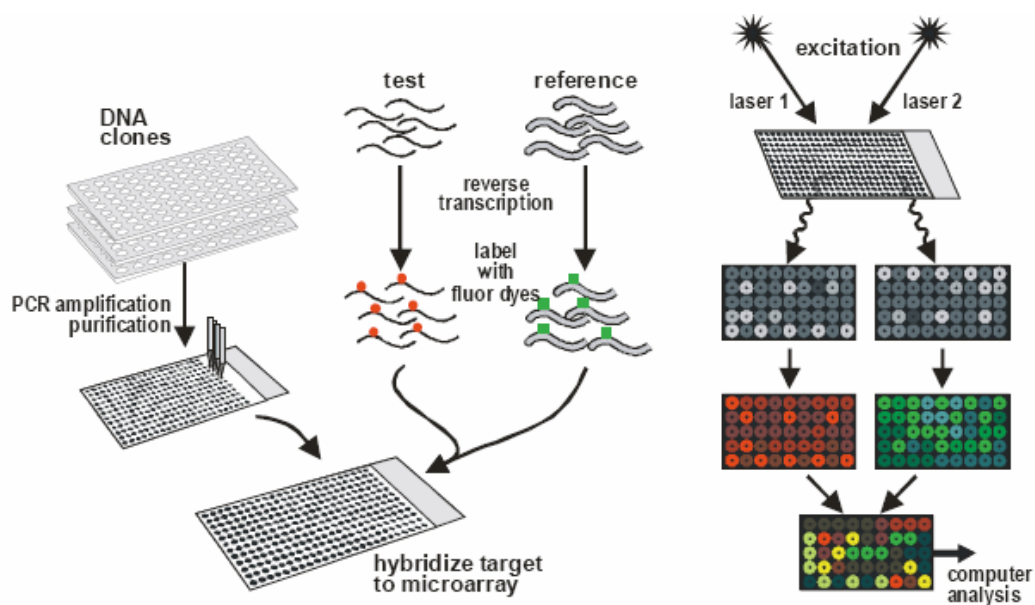 DNA
clones
PCR amplification
purification
test
reference
reverse
transcription
label
with
fluor dyes
hybridize target
to microarray
excitation
laser 1
laser 2
computer
analysis